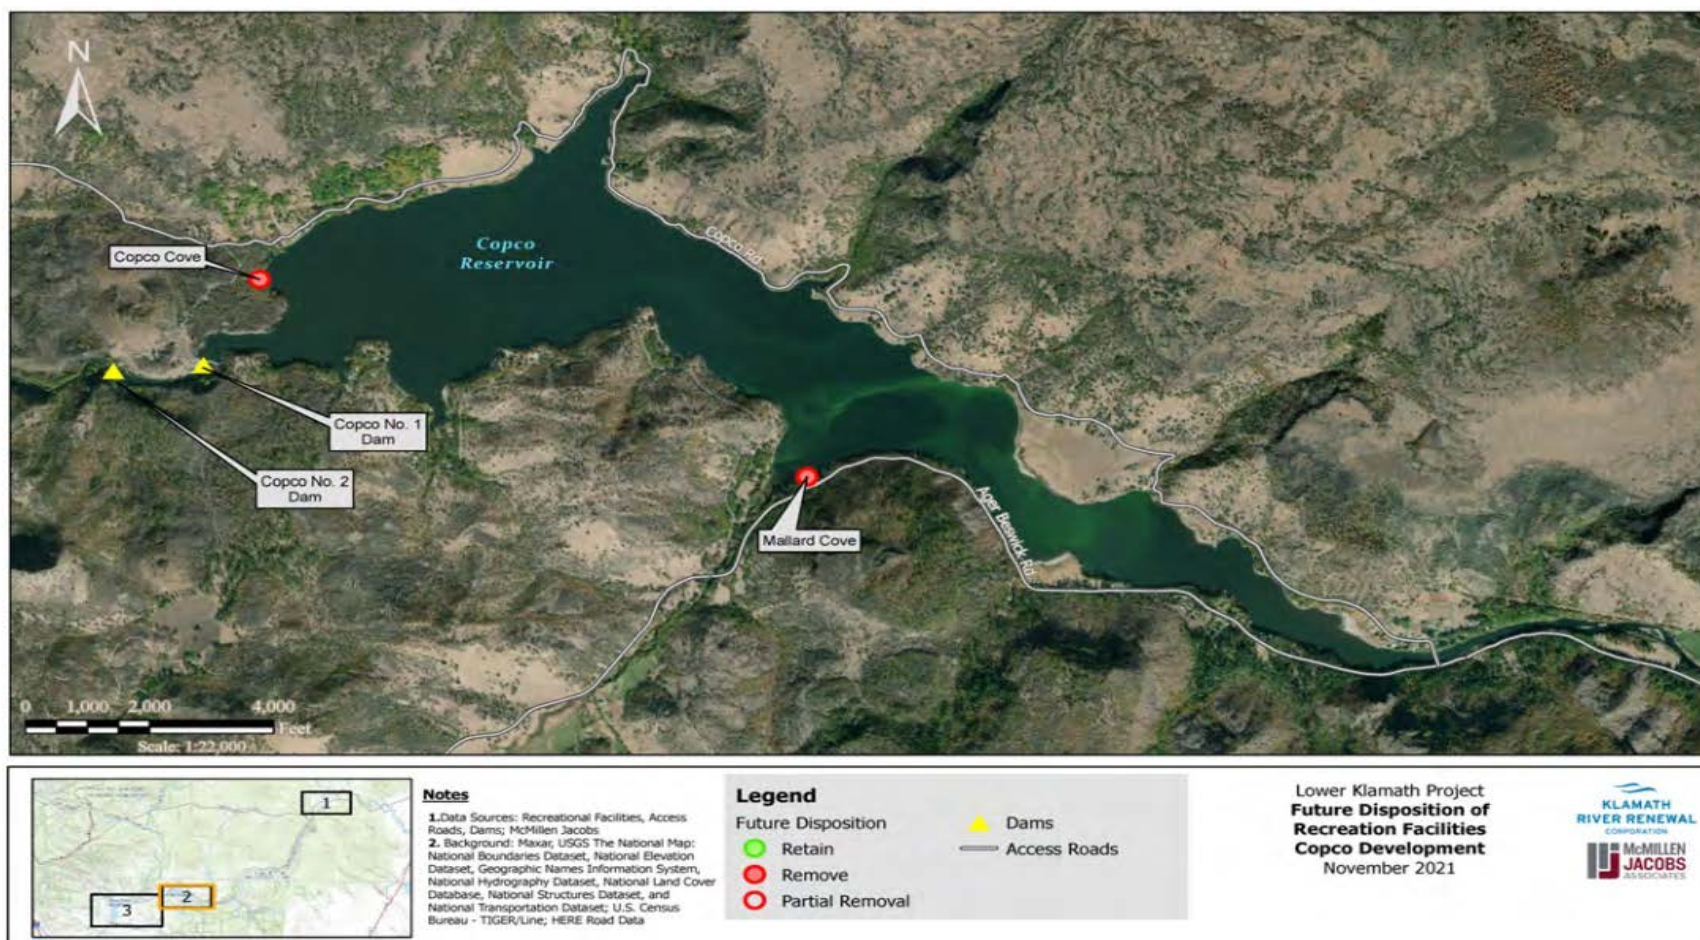 N
Copco
Reservoir
Copco Rd
Copco Cove
Copco No. 1
Dam
Copco No. 2
Dam
Mallard Cove
Ager Beswick Rd
0 1,000 2,000 4,000
Feet
Scale: 1:22,000
1
2
3
Notes
1.Data Sources: Recreational Facilities, Access
Roads, Dams; McMillen Jacobs
2. Background: Maxar, USGS The National Map:
National Boundaries Dataset, National Elevation
Dataset, Geographic Names Information System,
National Hydrography Dataset, National Land Cover
Database, National Structures Dataset, and
National Transportation Dataset; U.S. Census
Bureau - TIGER/Line; HERE Road Data
Legend
Future Disposition
Retain
Remove
Partial Removal
Dams
Access Roads
Lower Klamath Project
Future Disposition of
Recreation Facilities
Copco Development
November 2021
KLAMATH
RIVER RENEWAL
CORPORATION
McMILLEN
JACOBS
ASSOCIATES